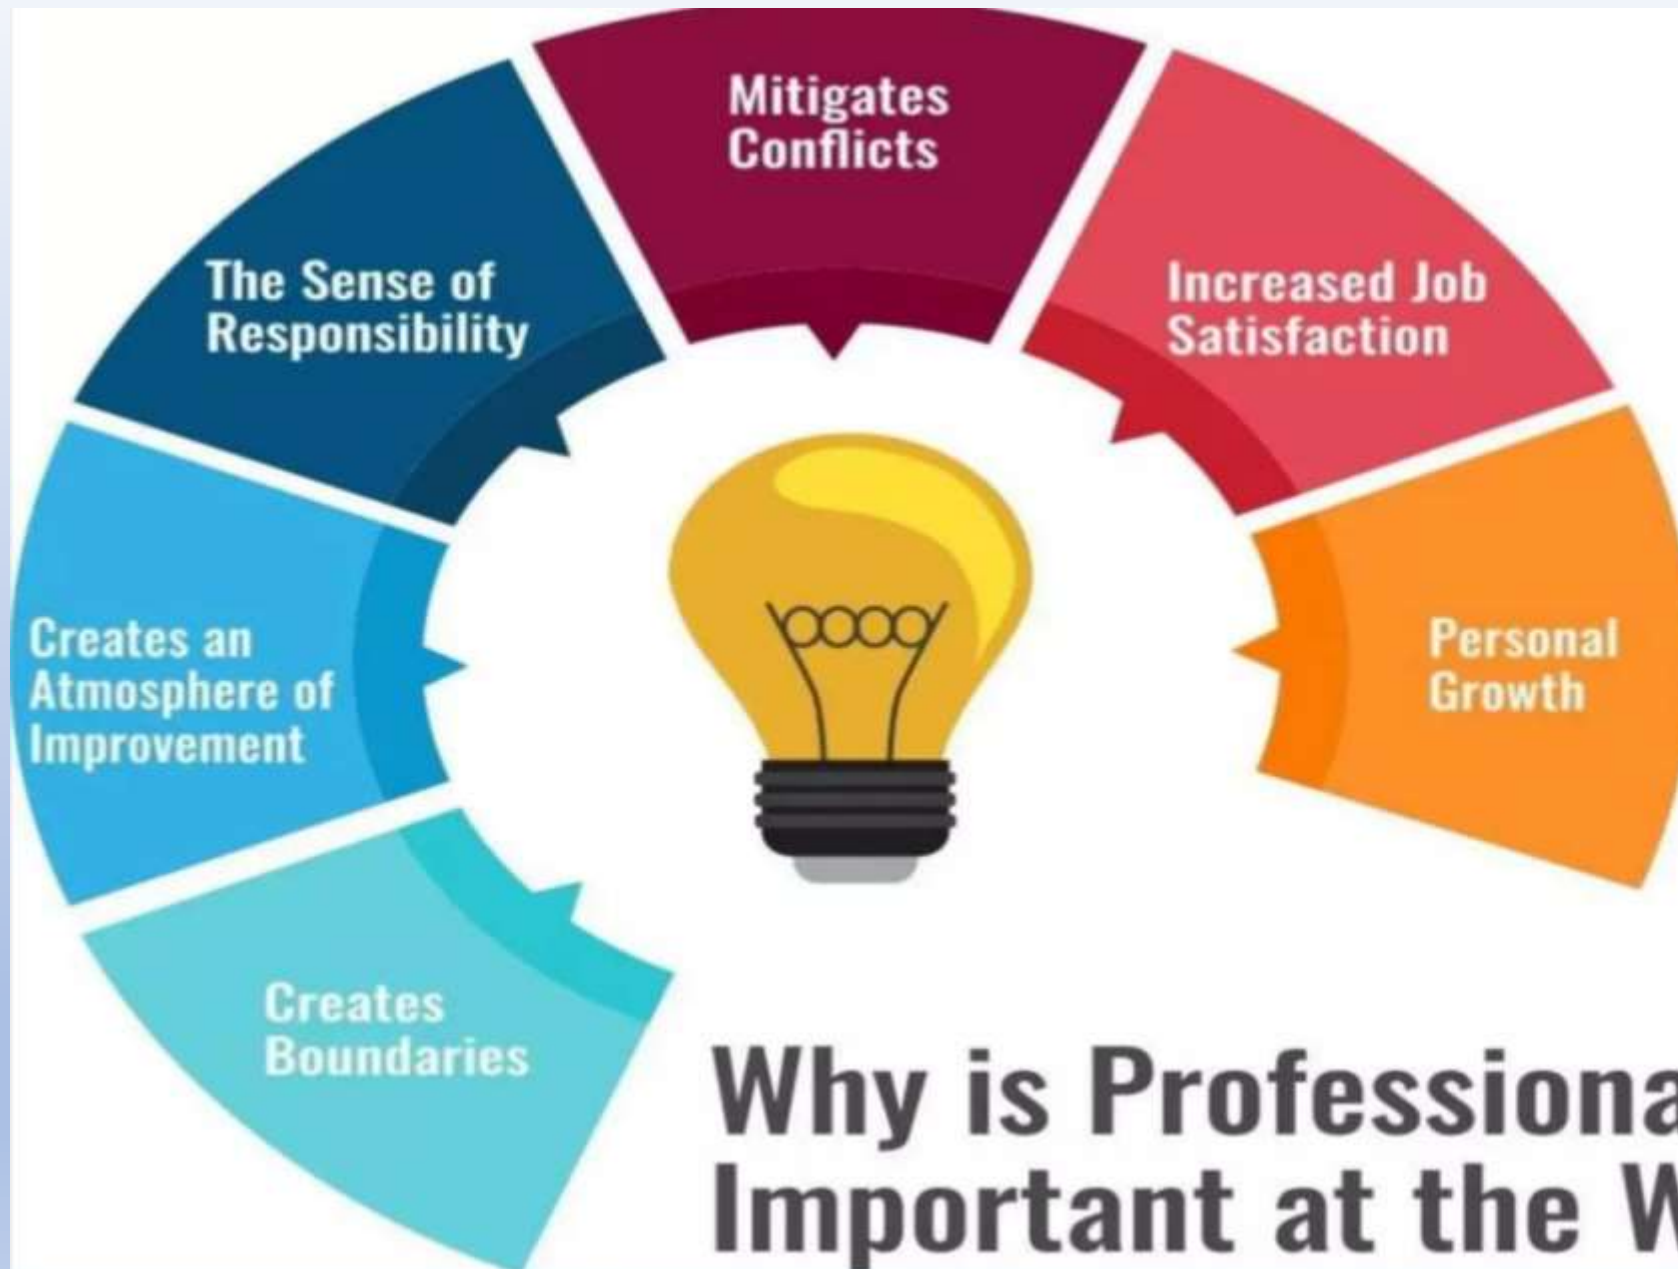 Mitigates
Conflicts
The Sense of
Responsibility
Increased Job
Satisfaction
Creates an
Atmosphere of
Improvement
Personal
Growth
Creates
Boundaries
Why is
Important at the